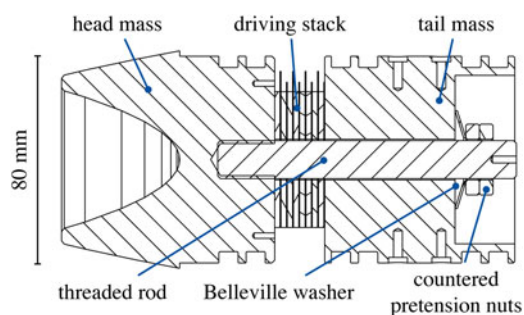 head mass
driving stack
tail mass
80 mm
threaded rod
Belleville washer
countered
pretension nuts